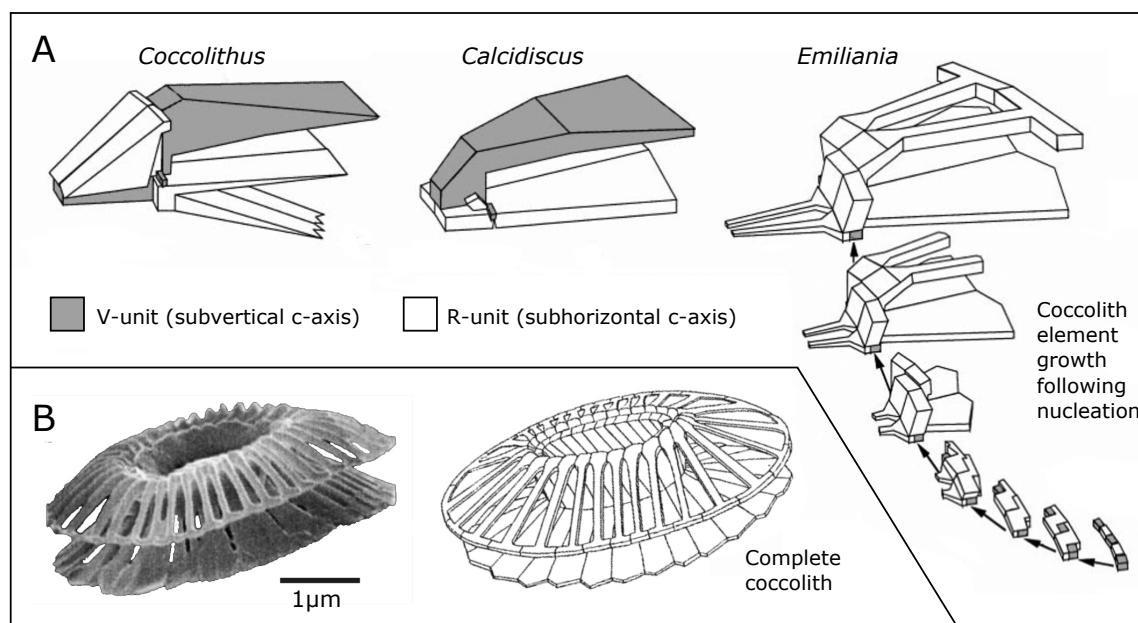 A
Coccolithus
Calcidiscus
Emiliania
V-unit (subvertical c-axis)
R-unit (subhorizontal c-axis)
Coccolith
element
growth
following
nucleation
B
1µm
Complete
coccolith